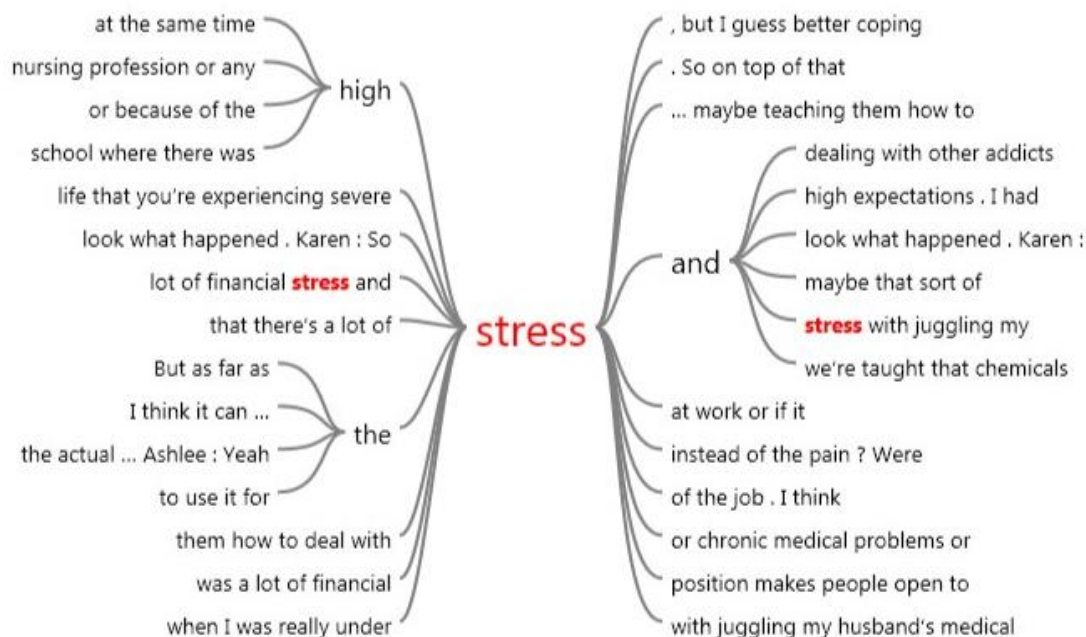 at the same time
nursing profession or any
or because of the
school where there was
high
life that you're experiencing severe
look what happened . Karen : So
lot of financial stress and
that there's a lot of
But as far as
I think it can ...
the actual ... Ashlee : Yeah
to use it for
the
them how to deal with
was a lot of financial
when I was really under
stress
, but I guess better coping
. So on top of that
... maybe teaching them how to
and
dealing with other addicts
high expectations . I had
look what happened . Karen :
maybe that sort of
stress with juggling my
we're taught that chemicals
at work or if it
instead of the pain ? Were
of the job . I think
or chronic medical problems or
position makes people open to
with juggling my husband's medical